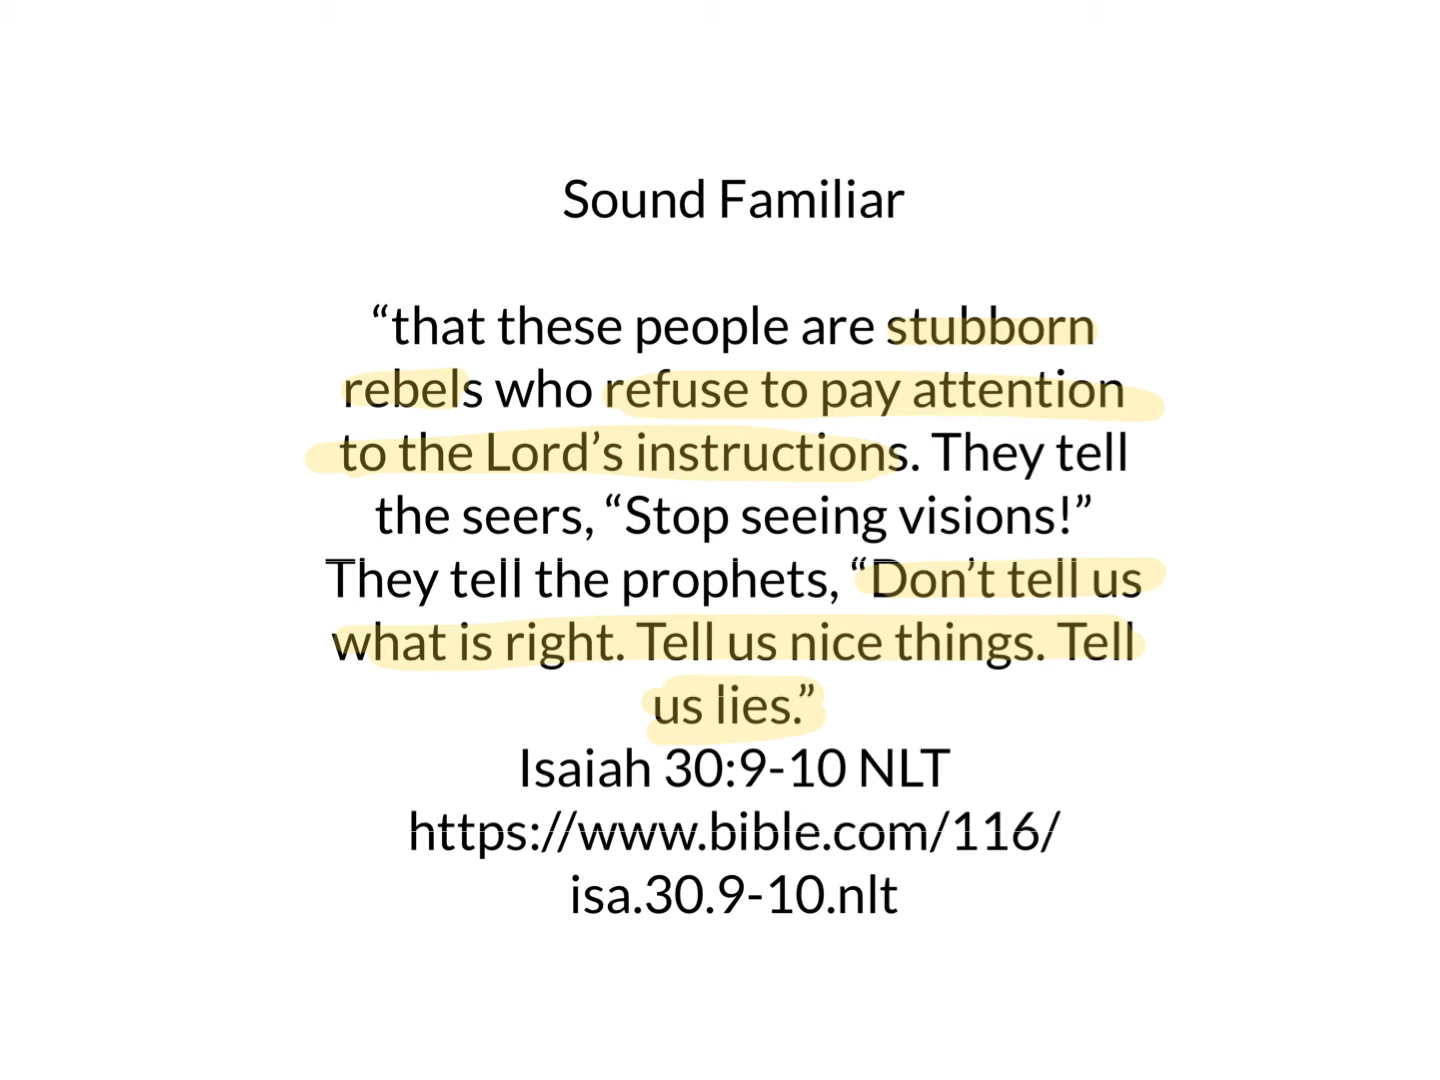 Sound Familiar
“that these people are stubborn
rebels who refuse to pay attention
to the Lord’s instructions. They tell
the seers, “Stop seeing visions!”
They tell the prophets, “Don’t tell us
what is right. Tell us nice things. Tell
us lies.”
Isaiah 30:9-10 NLT
https://www.bible.com/116/
isa.30.9-10.nlt